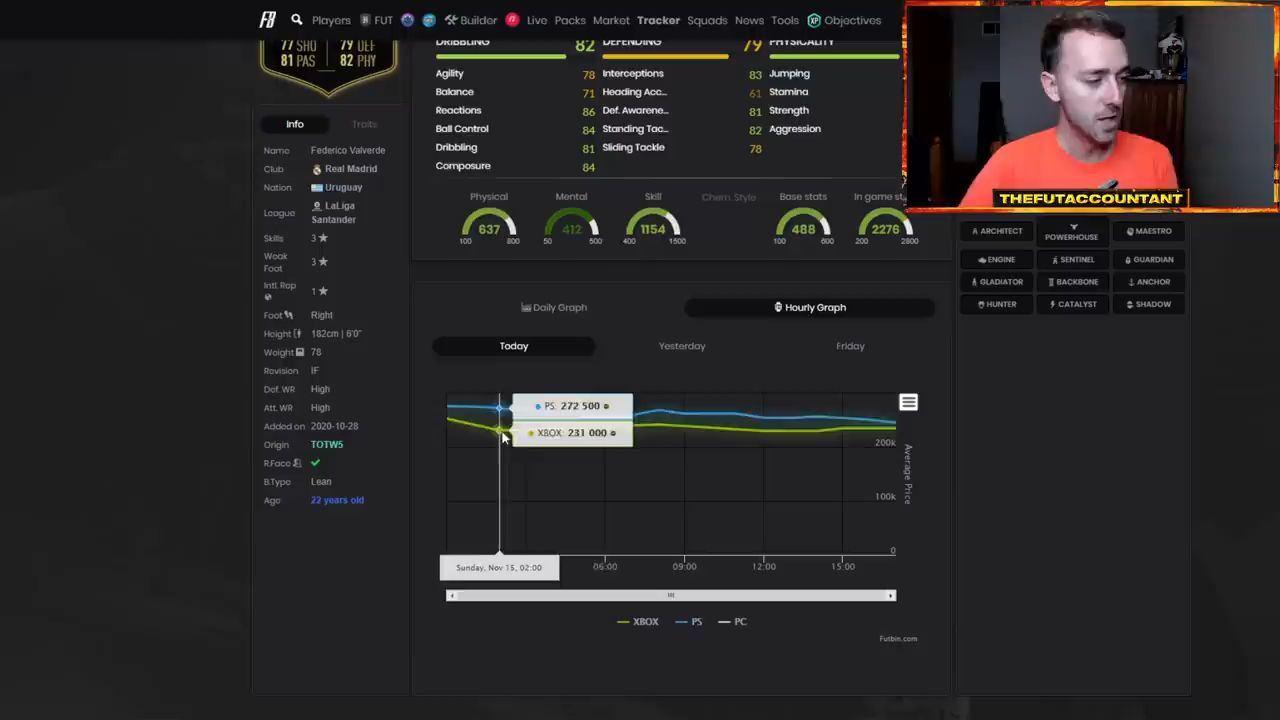 Players FUT Builder Live Packs Market Tracker Squads News Tools XP Objectives
77 SHO 79 DEF
81 PAS 82 PHY
DRIBBLING 82 DEFENDING 79 PHYSICALITY
Agility 78 Interceptions 83 Jumping
Balance 71 Heading Acc... 61 Stamina
Reactions 86 Def. Awarene... 81 Strength
Ball Control 84 Standing Tac... 82 Aggression
Dribbling 81 Sliding Tackle 78
Composure 84
THEFUTACCOUNTANT
Info Traits
Name Federico Valverde
Club Real Madrid
Nation Uruguay
League LaLiga Santander
Skills 3
Weak Foot 3
Intl. Rep 1
Foot Right
Height 182cm | 6'0"
Weight 78
Revision IF
Def. WR High
Att. WR High
Added on 2020-10-28
Origin TOTW5
R.Face
B.Type Lean
Age 22 years old
Physical Mental Skill Chem. Style Base stats In game st
637 412 1154 488 2276
100 800 50 500 400 1500 100 600 200 2800
ARCHITECT POWERHOUSE MAESTRO
ENGINE SENTINEL GUARDIAN
GLADIATOR BACKBONE ANCHOR
HUNTER CATALYST SHADOW
Daily Graph Hourly Graph
Today Yesterday Friday
PS: 272 500
XBOX: 231 000
200k
100k
0
Average Price
Sunday, Nov 15, 02:00
06:00 09:00 12:00 15:00
XBOX PS PC
Futbin.com